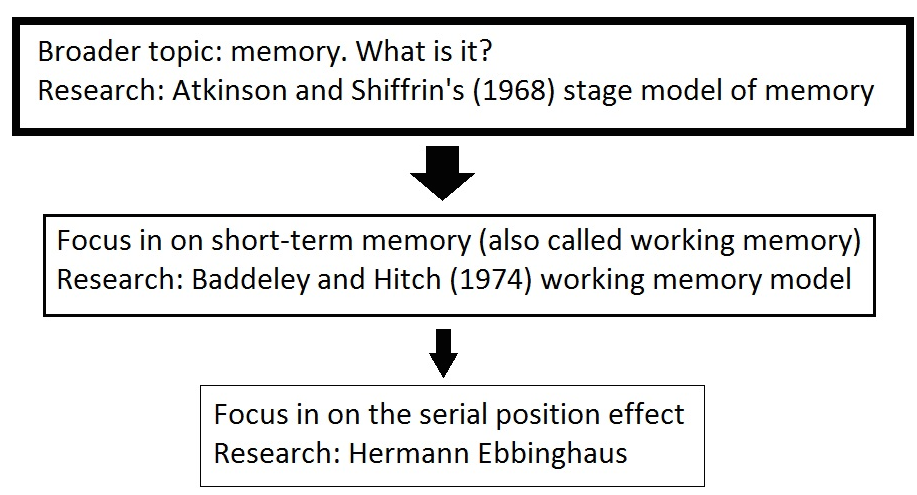 Broader topic: memory. What is it?
Research: Atkinson and Shiffrin's (1968) stage model of memory
Focus in on short-term memory (also called working memory)
Research: Baddeley and Hitch (1974) working memory model
Focus in on the serial position effect
Research: Hermann Ebbinghaus